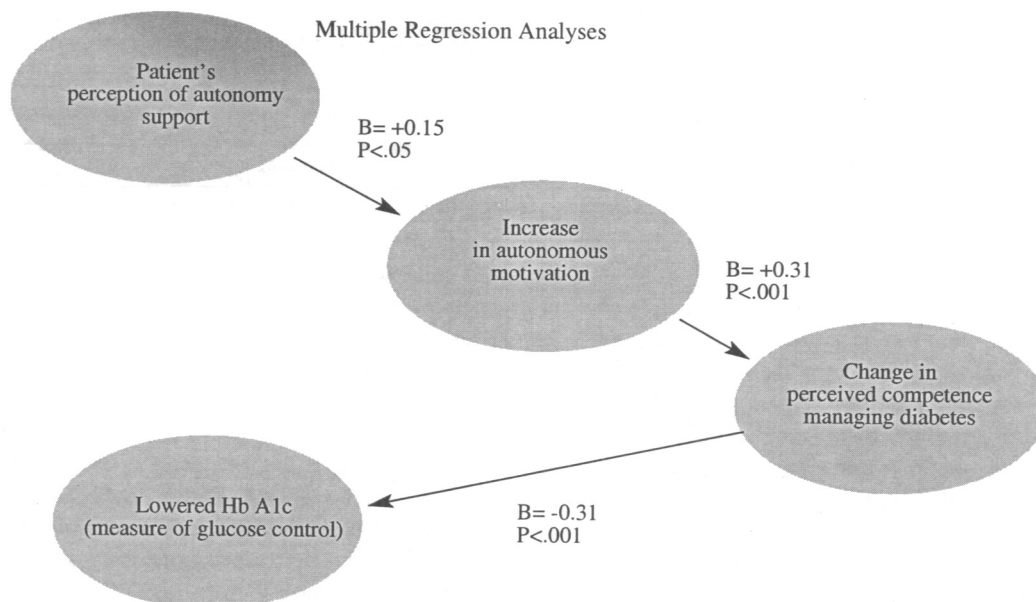 Multiple Regression Analyses
Patient's
perception of autonomy
support
B= +0.15
P<.05
Increase
in autonomous
motivation
B= +0.31
P<.001
Change in
perceived competence
managing diabetes
B= -0.31
P<.001
Lowered Hb A1c
(measure of glucose control)